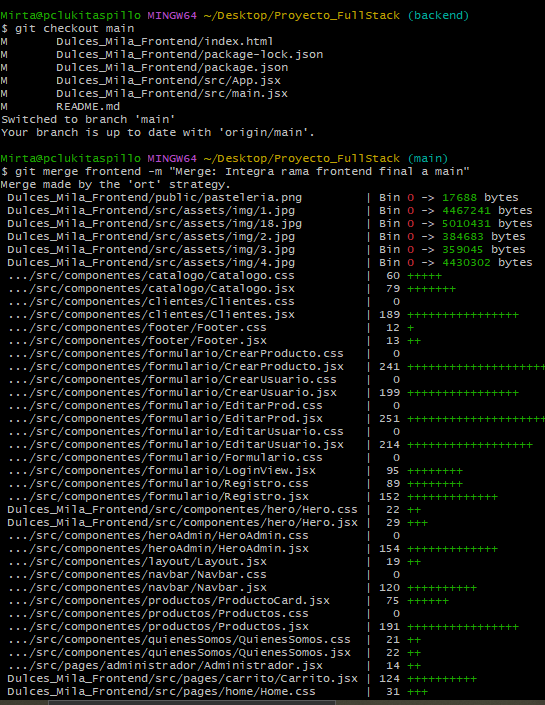 Mirta@pclukitaspillo MINGW64 ~/Desktop/Proyecto_FullStack (backend)
$ git checkout main
M       Dulces_Mila_Frontend/index.html
M       Dulces_Mila_Frontend/package-lock.json
M       Dulces_Mila_Frontend/package.json
M       Dulces_Mila_Frontend/src/App.jsx
M       Dulces_Mila_Frontend/src/main.jsx
M       README.md
Switched to branch 'main'
Your branch is up to date with 'origin/main'.
Mirta@pclukitaspillo MINGW64 ~/Desktop/Proyecto_FullStack (main)
$ git merge frontend -m "Merge: Integra rama frontend final a main"
Merge made by the 'ort' strategy.
Dulces_Mila_Frontend/public/pasteleria.png | Bin 0 -> 17688 bytes
Dulces_Mila_Frontend/src/assets/img/1.jpg | Bin 0 -> 4467241 bytes
Dulces_Mila_Frontend/src/assets/img/18.jpg | Bin 0 -> 5010431 bytes
Dulces_Mila_Frontend/src/assets/img/2.jpg | Bin 0 -> 384683 bytes
Dulces_Mila_Frontend/src/assets/img/3.jpg | Bin 0 -> 359045 bytes
Dulces_Mila_Frontend/src/assets/img/4.jpg | Bin 0 -> 4430302 bytes
.../src/componentes/catalogo/Catalogo.css | 60 +++++
.../src/componentes/catalogo/Catalogo.jsx | 79 +++++++
.../src/componentes/clientes/Clientes.css | 0
.../src/componentes/clientes/Clientes.jsx | 189 ++++++++++++++++
.../src/componentes/footer/Footer.css | 12 +
.../src/componentes/footer/Footer.jsx | 13 ++
.../src/componentes/formulario/CrearProducto.css | 0
.../src/componentes/formulario/CrearProducto.jsx | 241 +++++++++++++++++++++
.../src/componentes/formulario/CrearUsuario.css | 0
.../src/componentes/formulario/CrearUsuario.jsx | 199 ++++++++++++++++
.../src/componentes/formulario/EditarProd.css | 0
.../src/componentes/formulario/EditarProd.jsx | 251 +++++++++++++++++++++
.../src/componentes/formulario/EditarUsuario.css | 0
.../src/componentes/formulario/EditarUsuario.jsx | 214 ++++++++++++++++++
.../src/componentes/formulario/Formulario.css | 0
.../src/componentes/formulario/LoginView.jsx | 95 ++++++++
.../src/componentes/formulario/Registro.css | 89 ++++++++
.../src/componentes/formulario/Registro.jsx | 152 +++++++++++++
Dulces_Mila_Frontend/src/componentes/hero/Hero.css | 22 ++
Dulces_Mila_Frontend/src/componentes/hero/Hero.jsx | 29 +++
.../src/componentes/heroAdmin/HeroAdmin.css | 0
.../src/componentes/heroAdmin/HeroAdmin.jsx | 154 +++++++++++++
.../src/componentes/layout/Layout.jsx | 19 ++
.../src/componentes/navbar/Navbar.css | 0
.../src/componentes/navbar/Navbar.jsx | 120 ++++++++++
.../src/componentes/productos/ProductoCard.jsx | 75 ++++++
.../src/componentes/productos/Productos.css | 0
.../src/componentes/productos/Productos.jsx | 191 ++++++++++++++++
.../src/componentes/quienesSomos/QuienesSomos.css | 21 ++
.../src/componentes/quienesSomos/QuienesSomos.jsx | 22 ++
.../src/pages/administrador/Administrador.jsx | 14 ++
Dulces_Mila_Frontend/src/pages/carrito/Carrito.jsx | 124 ++++++++++
Dulces_Mila_Frontend/src/pages/home/Home.css | 31 +++